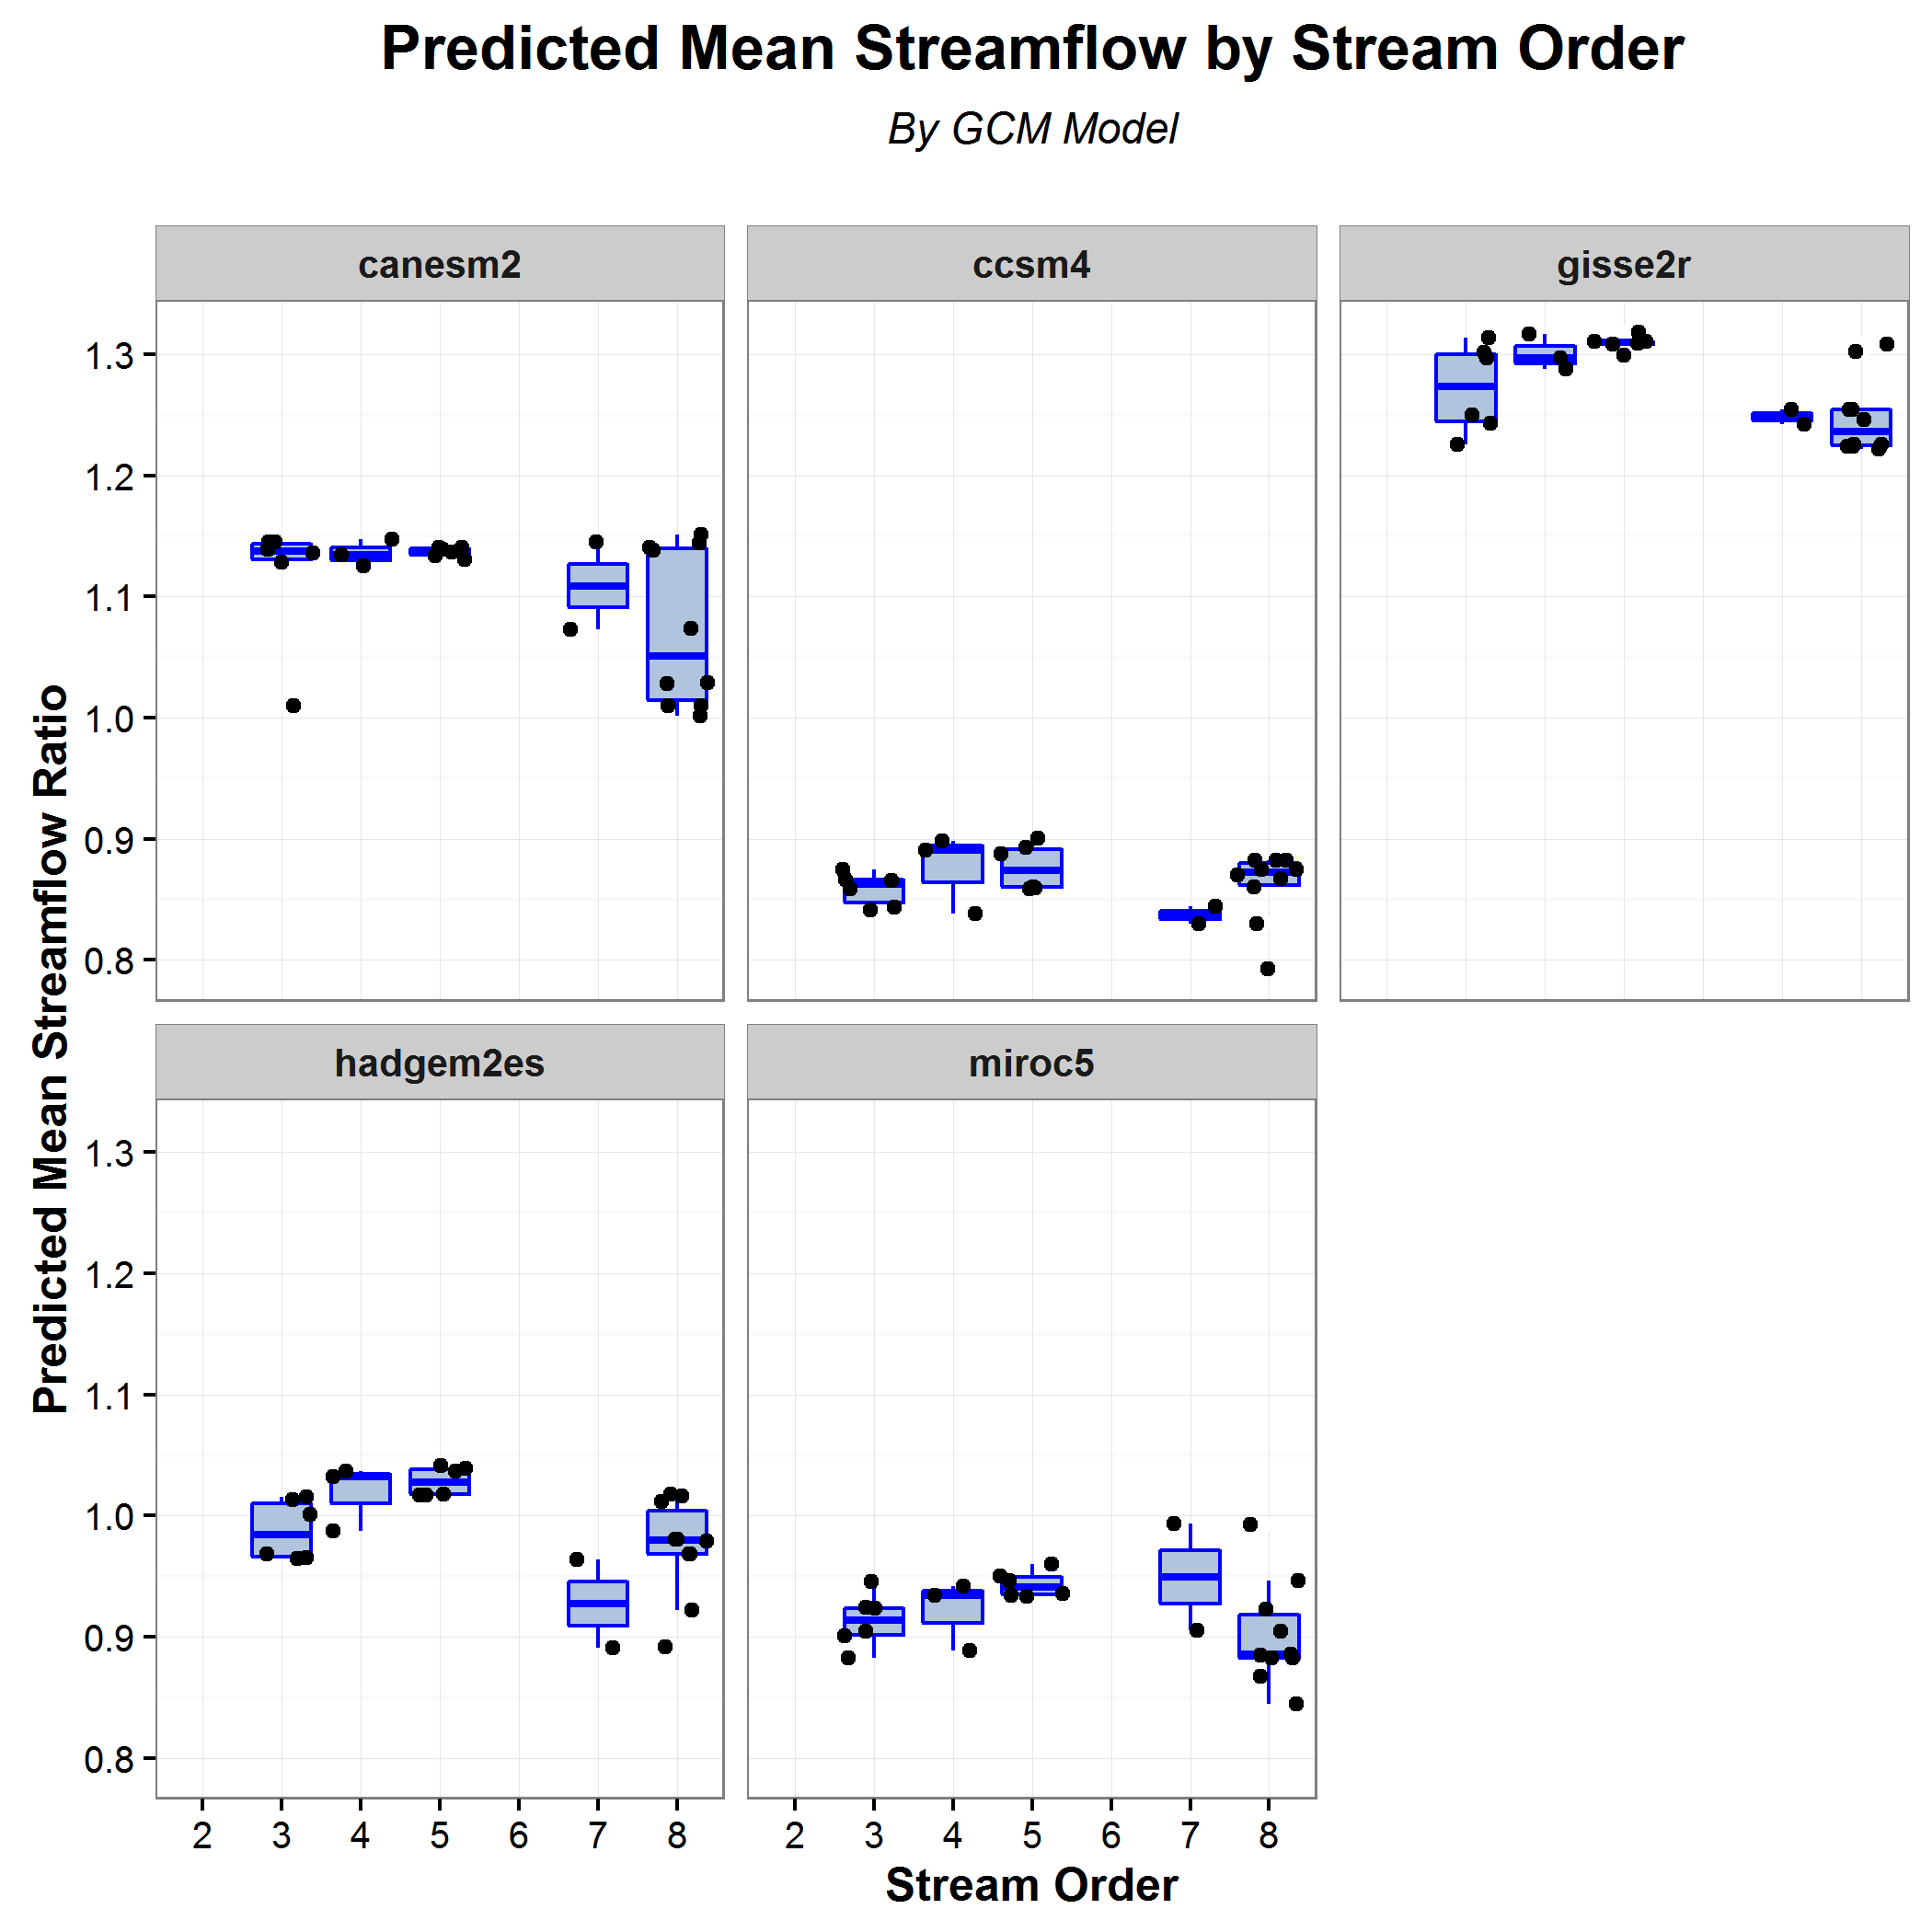 Predicted Mean Streamflow by Stream Order
By GCM Model
canesm2
ccsm4
gisse2r
1.3
1.2
1.1
1.0
0.9
0.8
Predicted Mean Streamflow Ratio
hadgem2es
miroc5
1.3
1.2
1.1
1.0
0.9
0.8
2 3 4 5 6 7 8
2 3 4 5 6 7 8
Stream Order